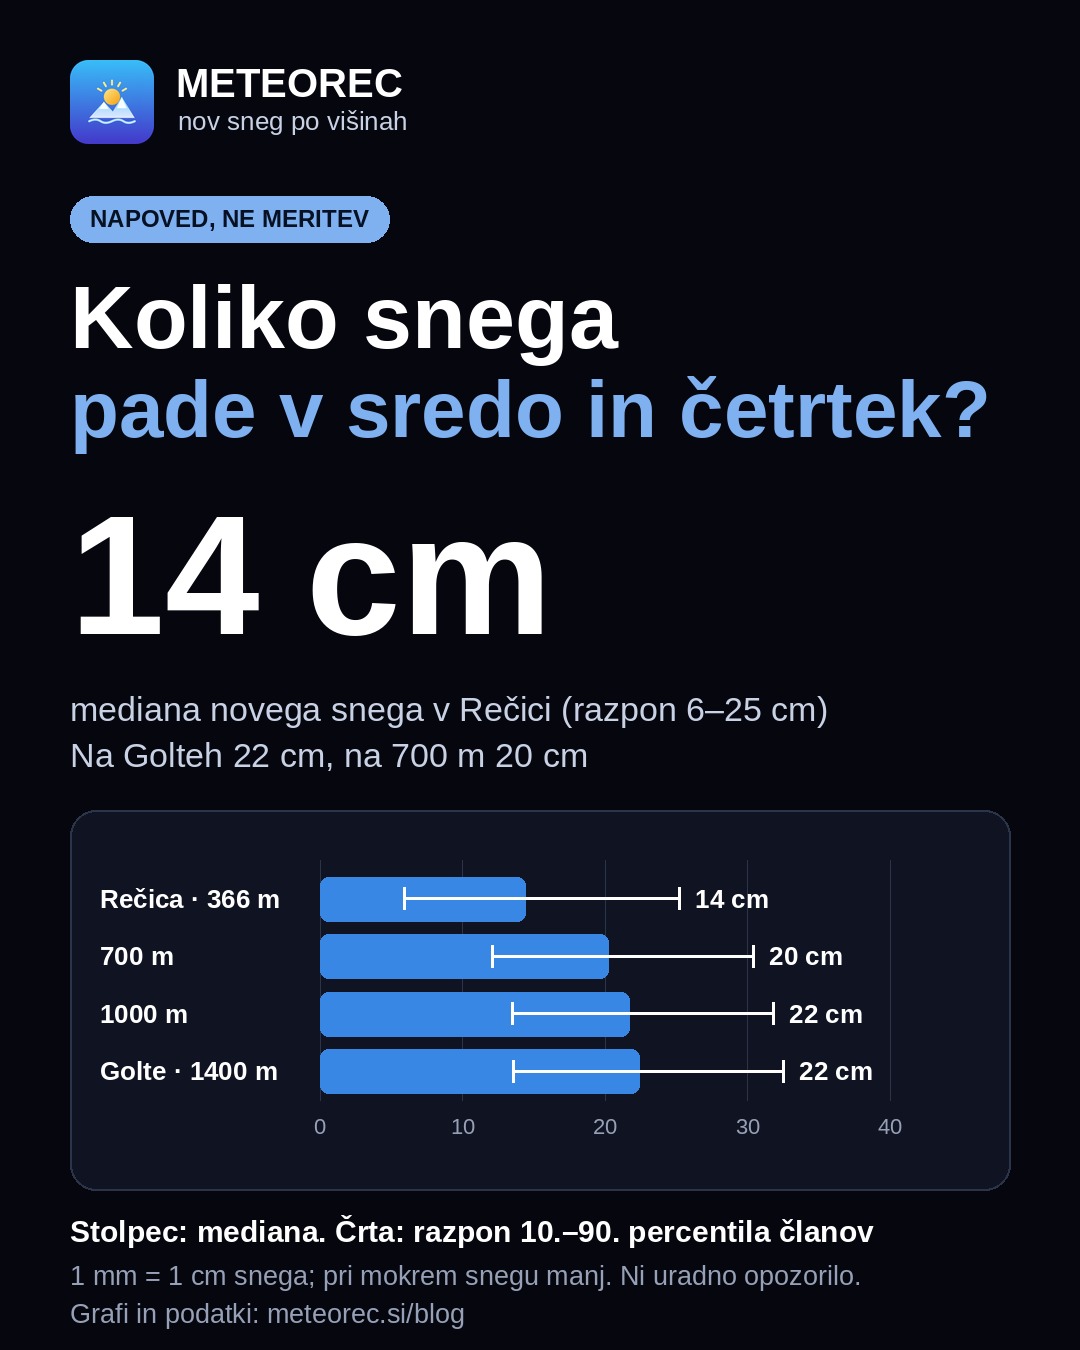 METEOREC
nov sneg po višinah
NAPOVED, NE MERITEV
Koliko snega
pade v sredo in četrtek?
14 cm
mediana novega snega v Rečici (razpon 6–25 cm)
Na Golteh 22 cm, na 700 m 20 cm
Rečica · 366 m 14 cm
700 m 20 cm
1000 m 22 cm
Golte · 1400 m 22 cm
0 10 20 30 40
Stolpec: mediana. Črta: razpon 10.–90. percentila članov
1 mm = 1 cm snega; pri mokrem snegu manj. Ni uradno opozorilo.
Grafi in podatki: meteorec.si/blog